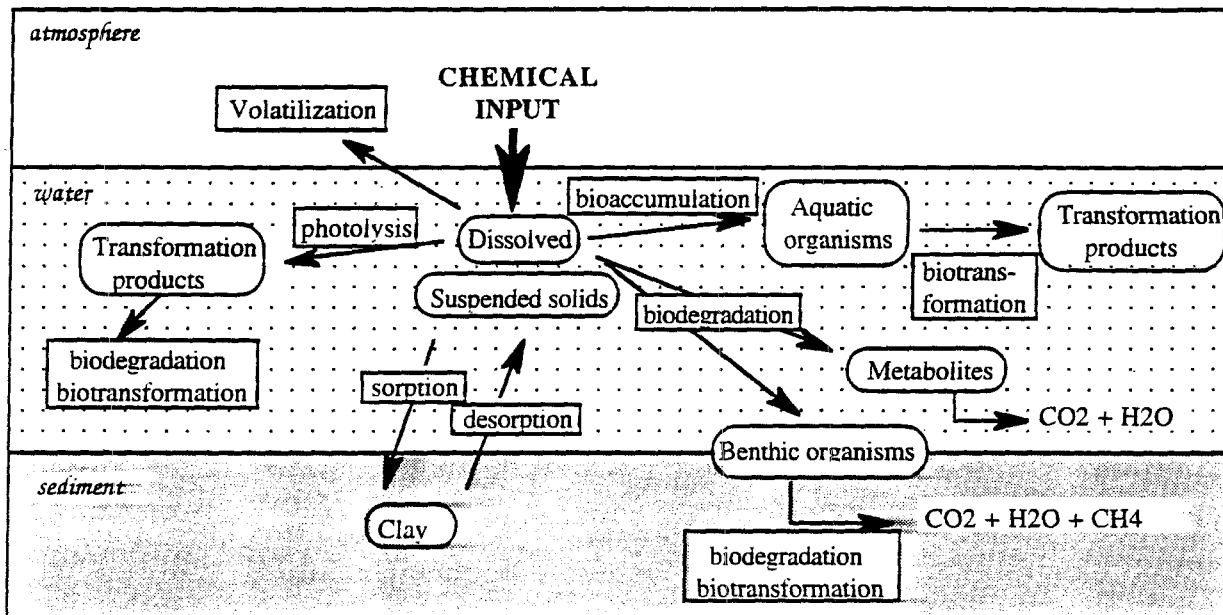 atmosphere
CHEMICAL
INPUT
Volatilization
water
bioaccumulation
photolysis
Dissolved
Aquatic
organisms
Transformation
products
Transformation
products
biotrans-
formation
Suspended solids
biodegradation
biodegradation
biotransformation
sorption
desorption
Metabolites
CO2 + H2O
Benthic organisms
sediment
Clay
CO2 + H2O + CH4
biodegradation
biotransformation